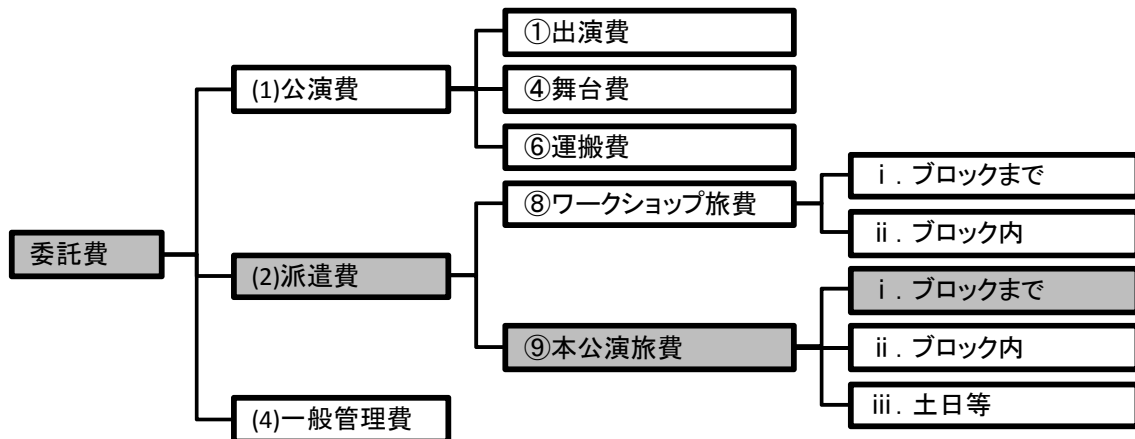 委託費
(1)公演費
①出演費
④舞台費
⑥運搬費
(2)派遣費
⑧ワークショップ旅費
ⅰ．ブロックまで
ⅱ．ブロック内
⑨本公演旅費
ⅰ．ブロックまで
ⅱ．ブロック内
ⅲ．土日等
(4)一般管理費